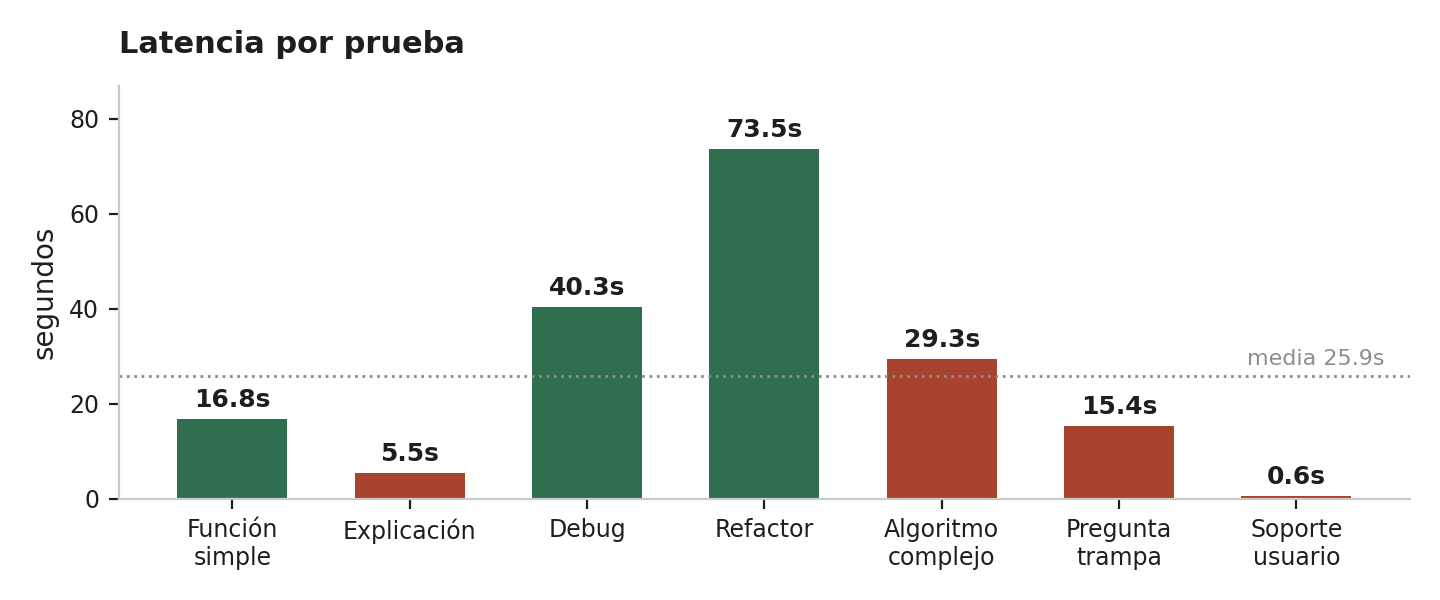 Latencia por prueba
segundos
80
60
40
20
0
16.8s
5.5s
40.3s
73.5s
29.3s
15.4s
0.6s
media 25.9s
Función
simple
Explicación
Debug
Refactor
Algoritmo
complejo
Pregunta
trampa
Soporte
usuario